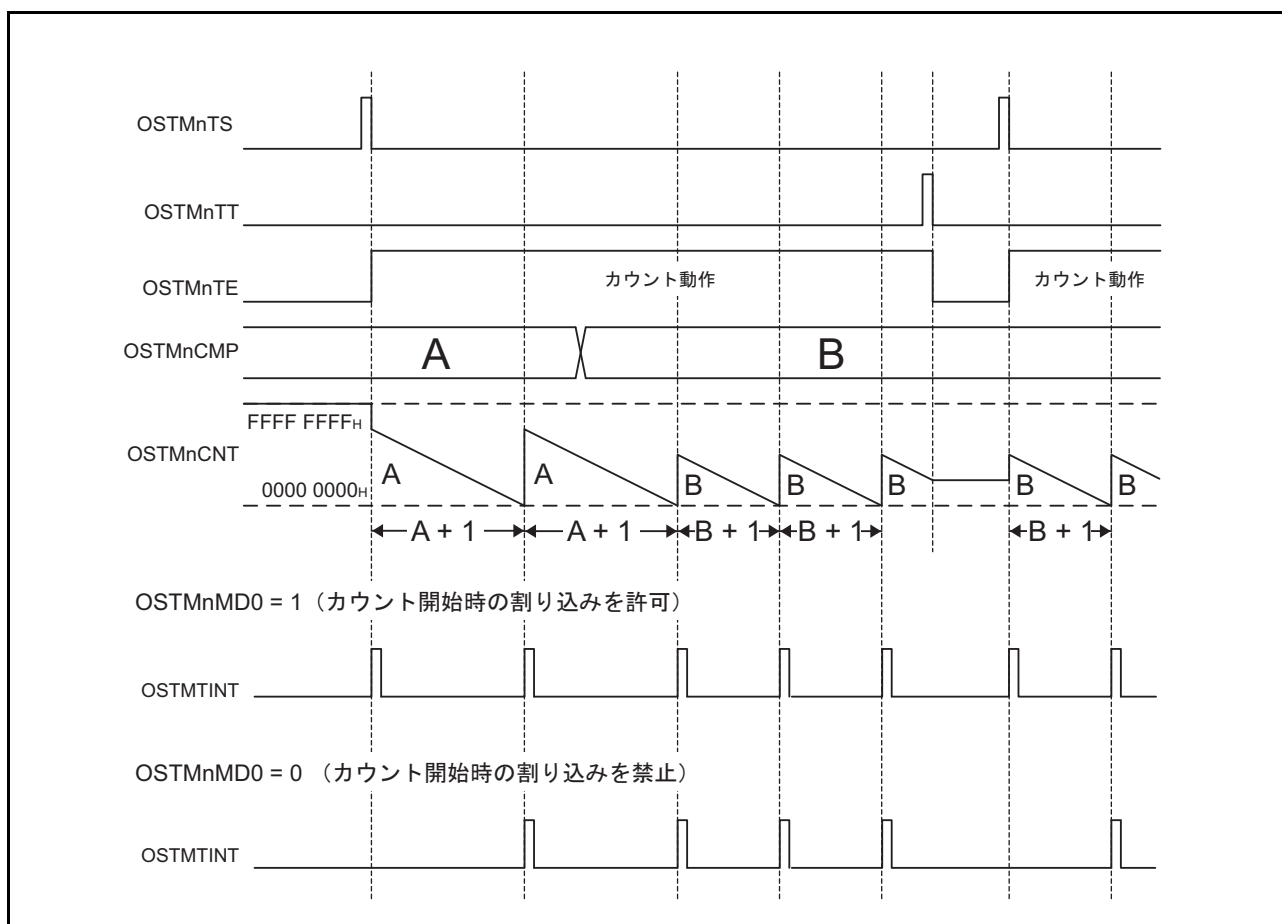 OSTMnTS
OSTMnTT
OSTMnTE
カウント動作
カウント動作
OSTMnCMP
A
B
OSTMnCNT
FFFF FFFFH
0000 0000H
A
A
B
B
B
B
B
A + 1
A + 1
B + 1
B + 1
B + 1
OSTMnMD0 = 1（カウント開始時の割り込みを許可）
OSTMTINT
OSTMnMD0 = 0 （カウント開始時の割り込みを禁止）
OSTMTINT